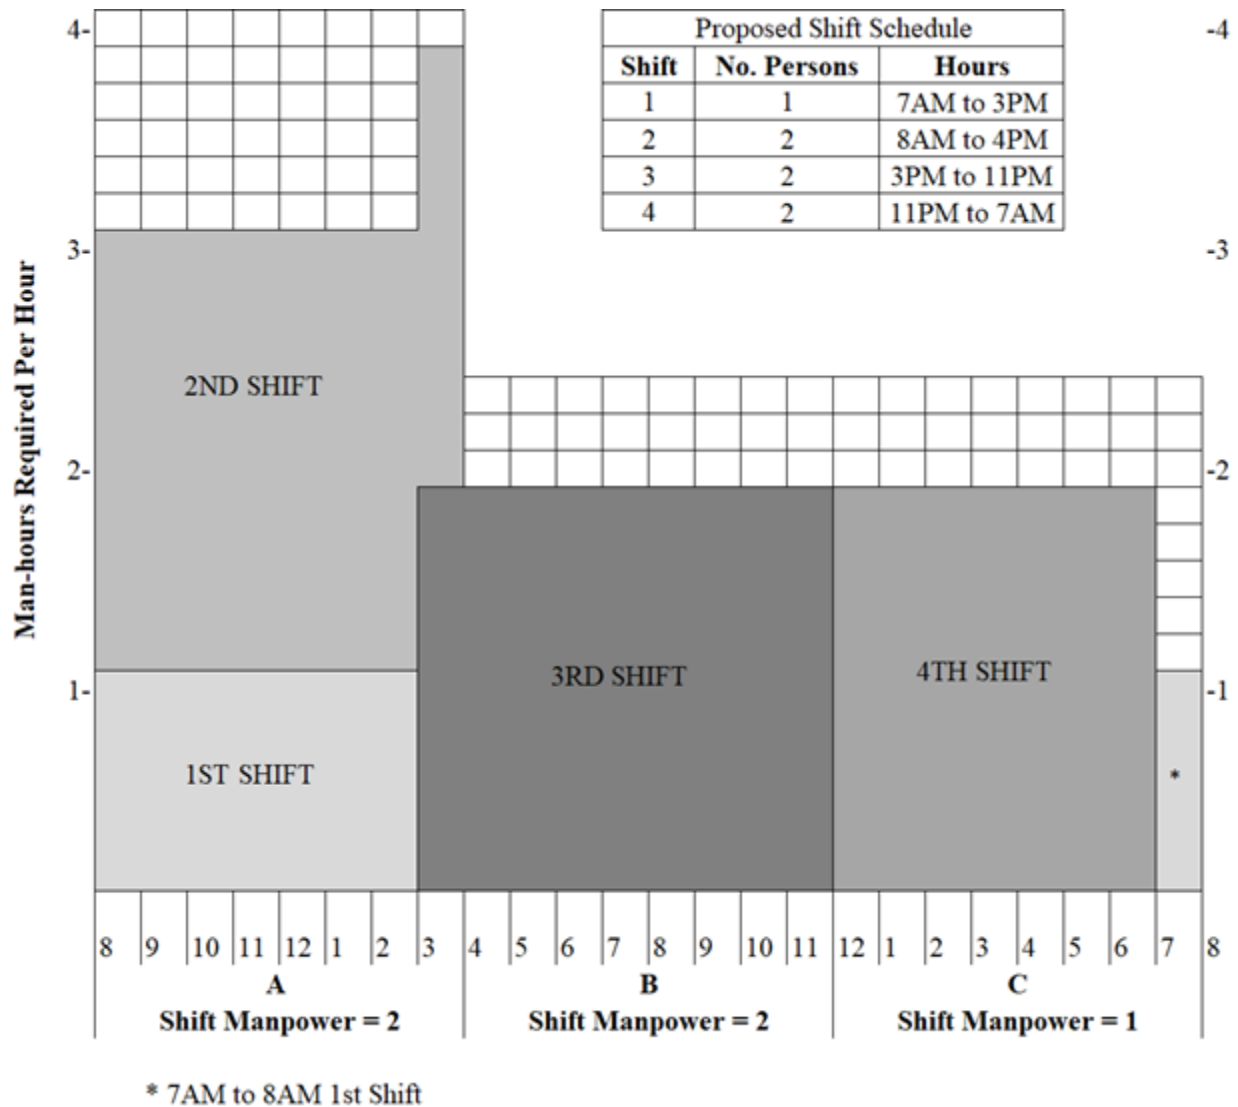 4-
-4
Proposed Shift Schedule
Shift No. Persons Hours
1 1 7AM to 3PM
2 2 8AM to 4PM
3 2 3PM to 11PM
4 2 11PM to 7AM
3-
-3
Man-hours Required Per Hour
2ND SHIFT
2-
-2
1-
-1
3RD SHIFT
4TH SHIFT
1ST SHIFT
*
8 9 10 11 12 1 2 3 4 5 6 7 8 9 10 11 12 1 2 3 4 5 6 7 8
A B C
Shift Manpower = 2 Shift Manpower = 2 Shift Manpower = 1
* 7AM to 8AM 1st Shift